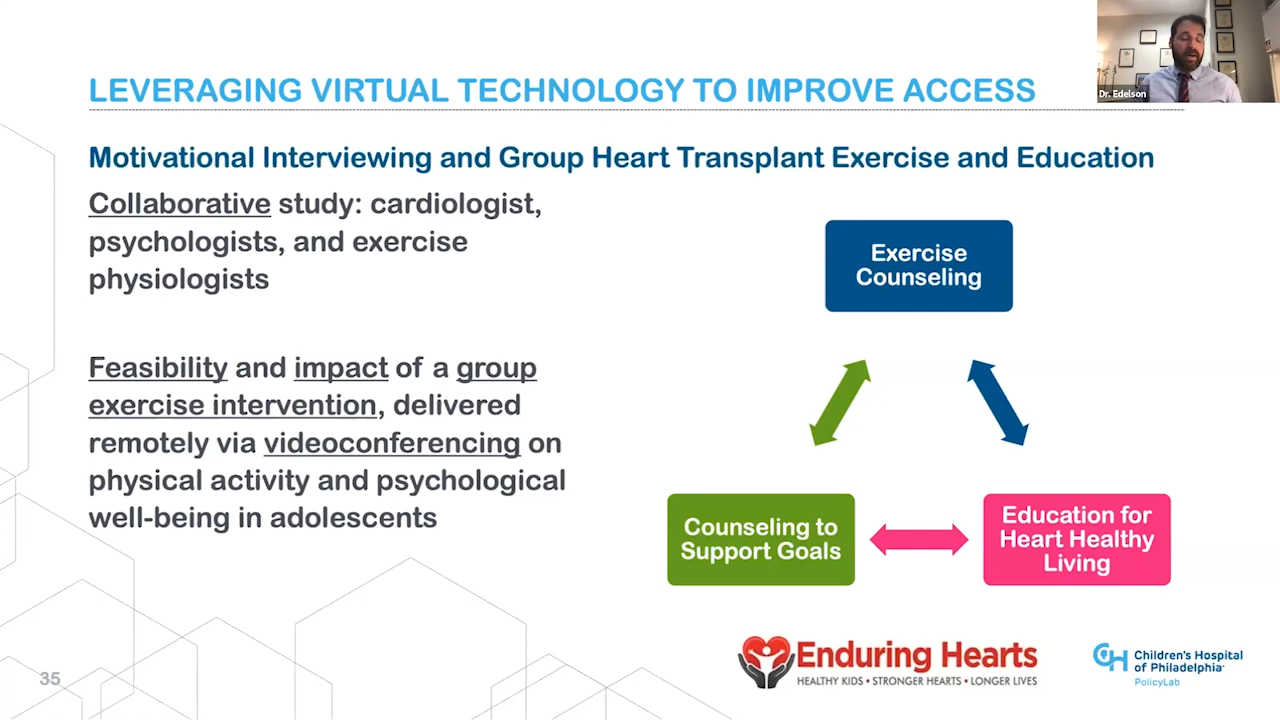 Dr. Edelson
LEVERAGING VIRTUAL TECHNOLOGY TO IMPROVE ACCESS
Motivational Interviewing and Group Heart Transplant Exercise and Education
Collaborative study: cardiologist,
psychologists, and exercise
physiologists
Feasibility and impact of a group
exercise intervention, delivered
remotely via videoconferencing on
physical activity and psychological
well-being in adolescents
Exercise
Counseling
Counseling to
Support Goals
Education for
Heart Healthy
Living
Enduring Hearts
HEALTHY KIDS • STRONGER HEARTS • LONGER LIVES
CH
Children's Hospital
of Philadelphia
PolicyLab
35